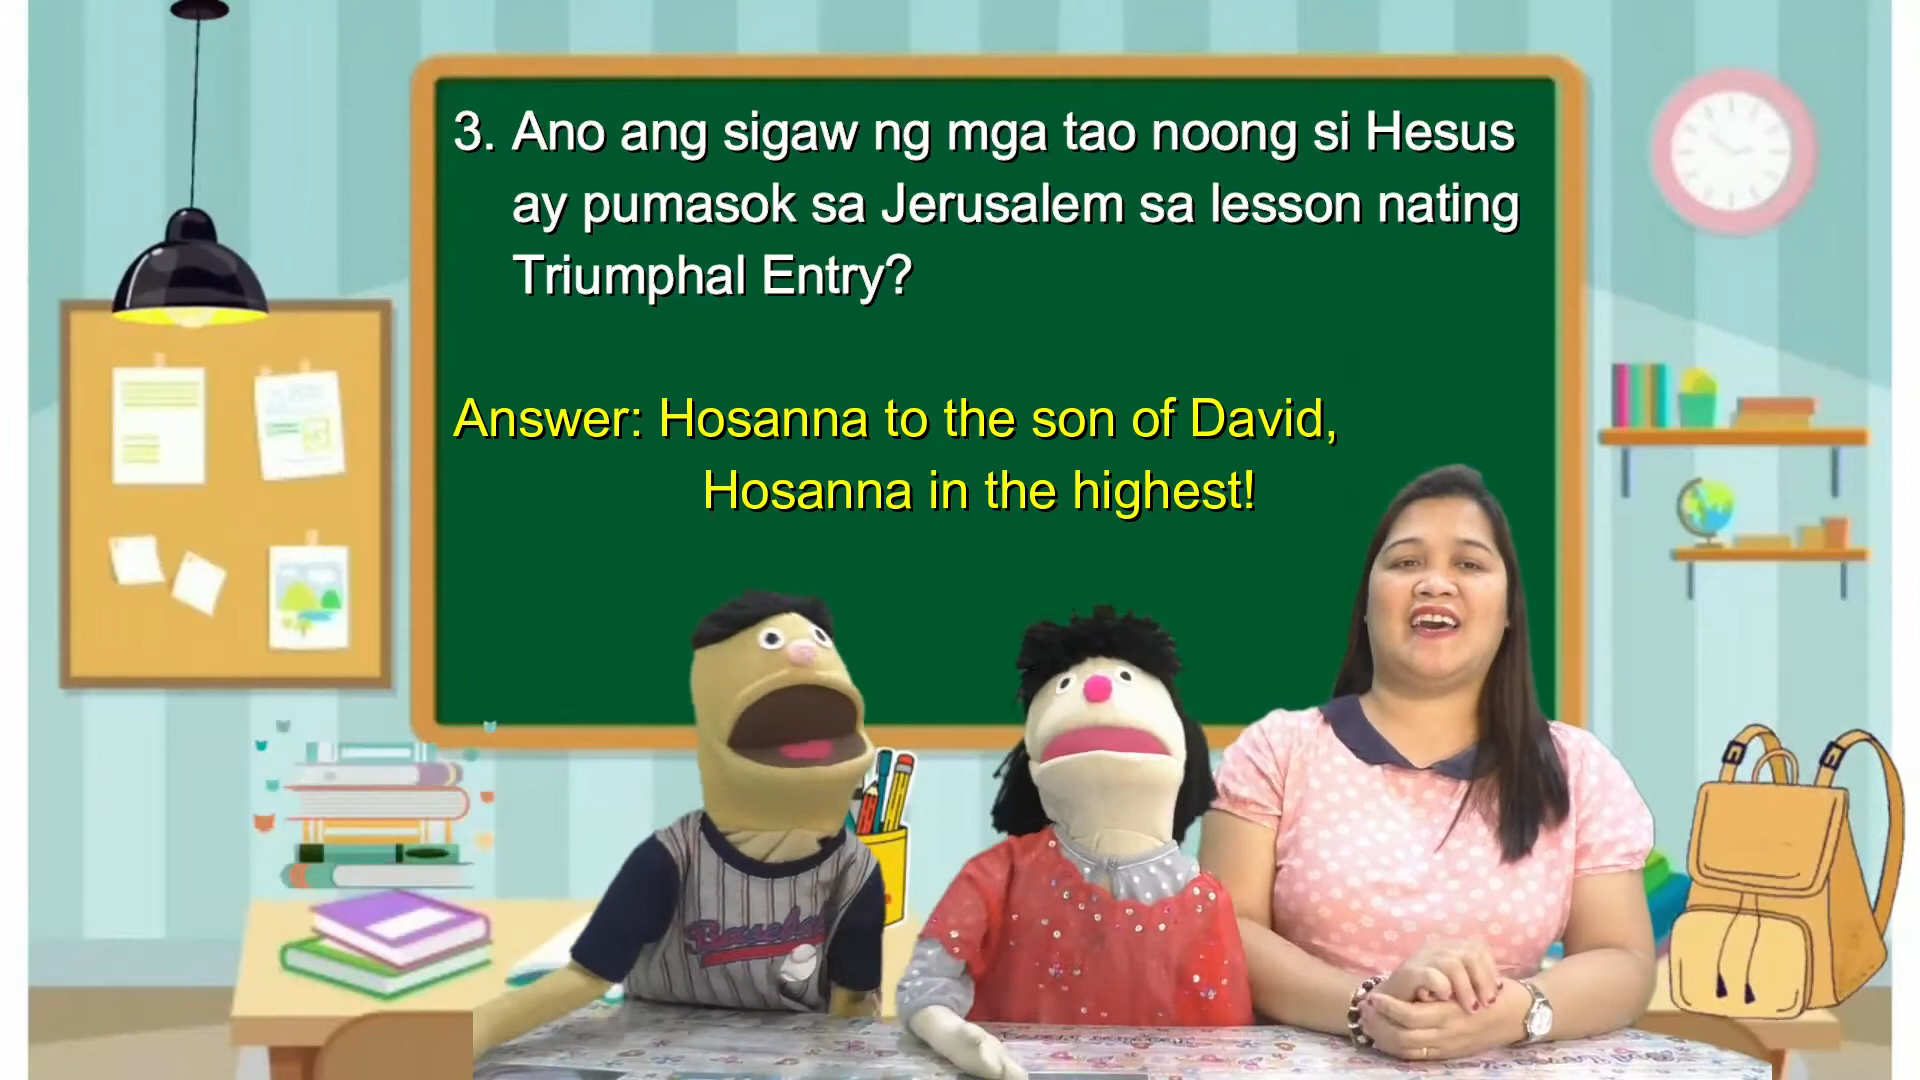 3. Ano ang sigaw ng mga tao noong si Hesus
ay pumasok sa Jerusalem sa lesson nating
Triumphal Entry?
Answer: Hosanna to the son of David,
Hosanna in the highest!
Baseball